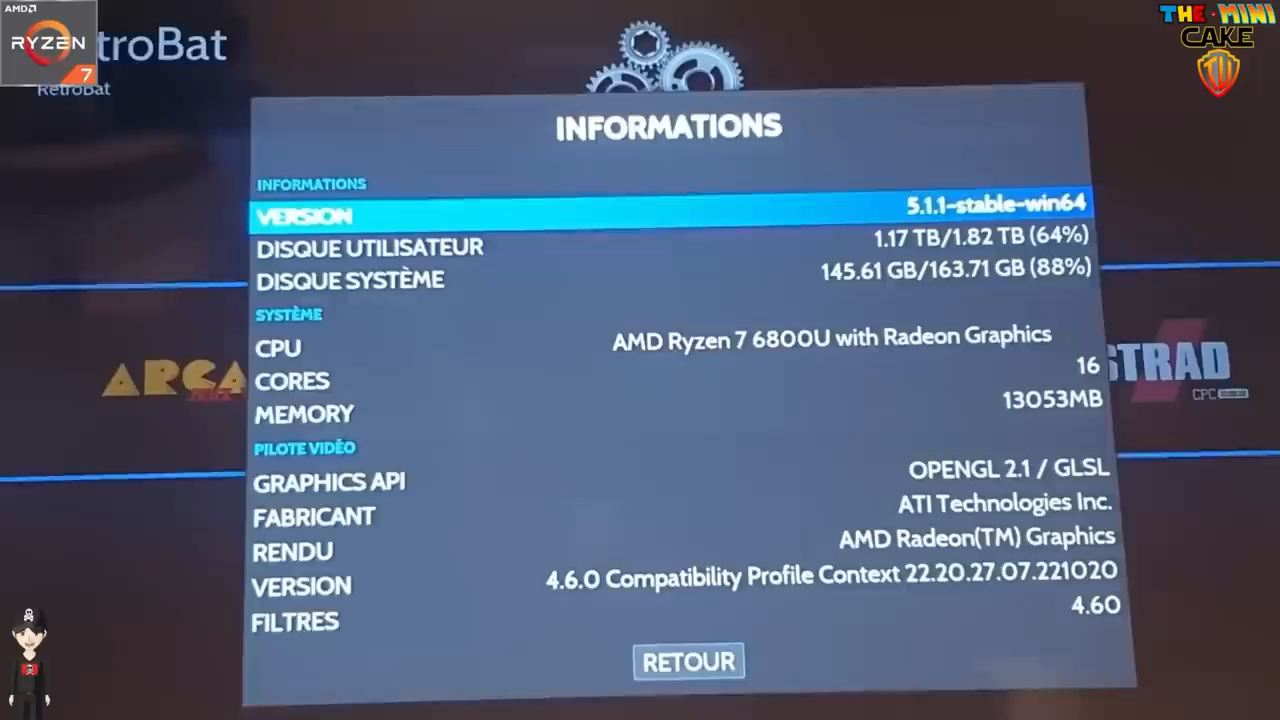 AMD
RYZEN
7
troBat
RetroBat
THE MINI
CAKE
INFORMATIONS
INFORMATIONS
VERSION 5.1.1-stable-win64
DISQUE UTILISATEUR 1.17 TB/1.82 TB (64%)
DISQUE SYSTÈME 145.61 GB/163.71 GB (88%)
SYSTÈME
CPU AMD Ryzen 7 6800U with Radeon Graphics
CORES 16
MEMORY 13053MB
PILOTE VIDÉO
GRAPHICS API OPENGL 2.1 / GLSL
FABRICANT ATI Technologies Inc.
RENDU AMD Radeon(TM) Graphics
VERSION 4.6.0 Compatibility Profile Context 22.20.27.07.221020
FILTRES 4.60
RETOUR
ARCA
STRAD
CPC